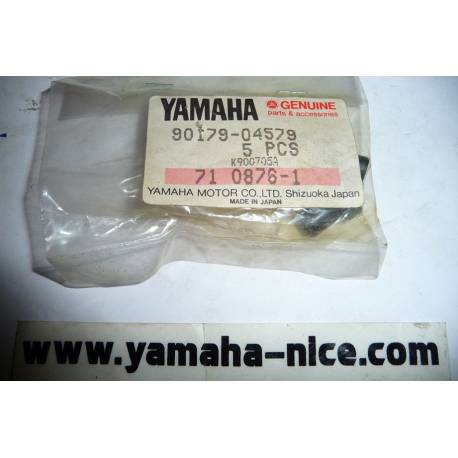 YAMAHA GENUINE
parts & accessories
90179-04579
5 PCS
K900705A
71 0876-1
YAMAHA MOTOR CO., LTD. Shizuoka Japan
MADE IN JAPAN
www.yamaha-nice.com